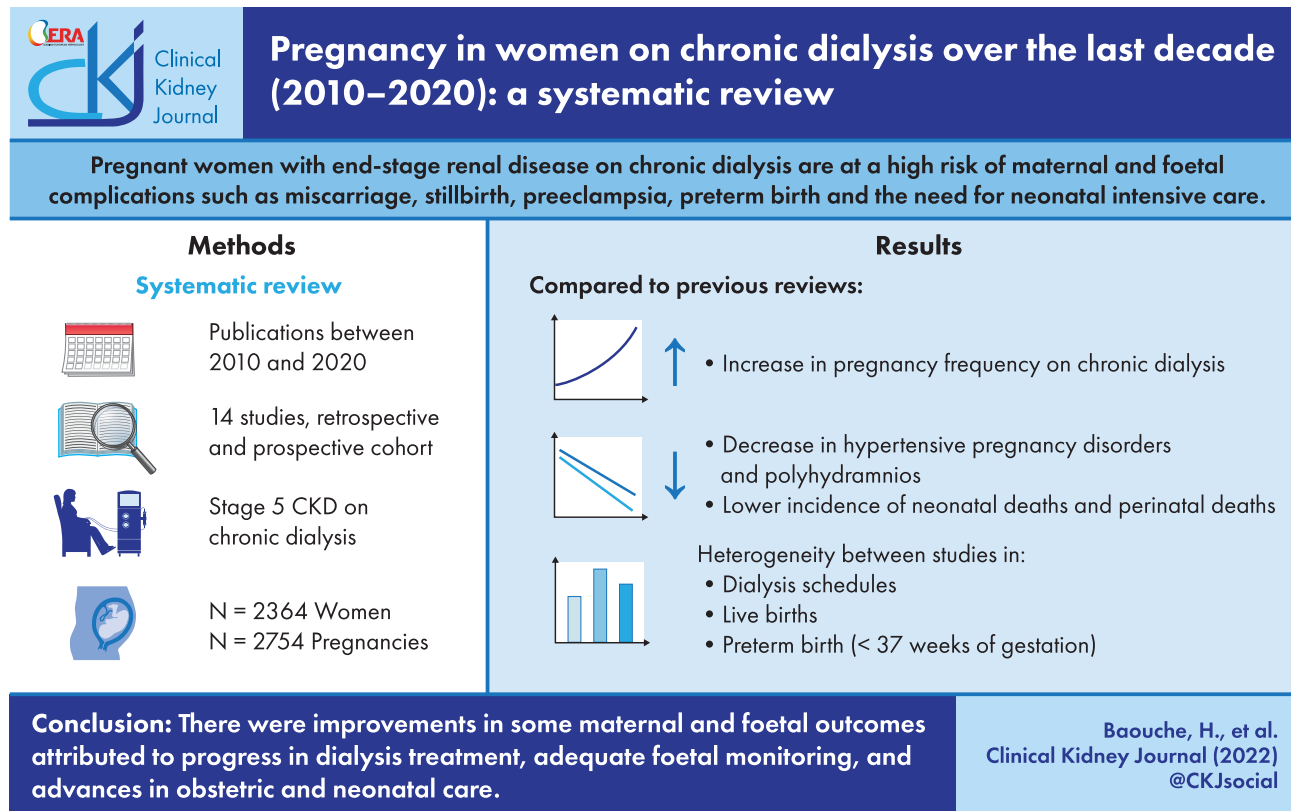 ERA
CKJ
Clinical
Kidney
Journal
Pregnancy in women on chronic dialysis over the last decade
(2010–2020): a systematic review
Pregnant women with end-stage renal disease on chronic dialysis are at a high risk of maternal and foetal
complications such as miscarriage, stillbirth, preeclampsia, preterm birth and the need for neonatal intensive care.
Methods
Systematic review
Publications between
2010 and 2020
14 studies, retrospective
and prospective cohort
Stage 5 CKD on
chronic dialysis
N = 2364 Women
N = 2754 Pregnancies
Results
Compared to previous reviews:
• Increase in pregnancy frequency on chronic dialysis
• Decrease in hypertensive pregnancy disorders
and polyhydramnios
• Lower incidence of neonatal deaths and perinatal deaths
Heterogeneity between studies in:
• Dialysis schedules
• Live births
• Preterm birth (< 37 weeks of gestation)
Conclusion: There were improvements in some maternal and foetal outcomes
attributed to progress in dialysis treatment, adequate foetal monitoring, and
advances in obstetric and neonatal care.
Baouche, H., et al.
Clinical Kidney Journal (2022)
@CKJsocial